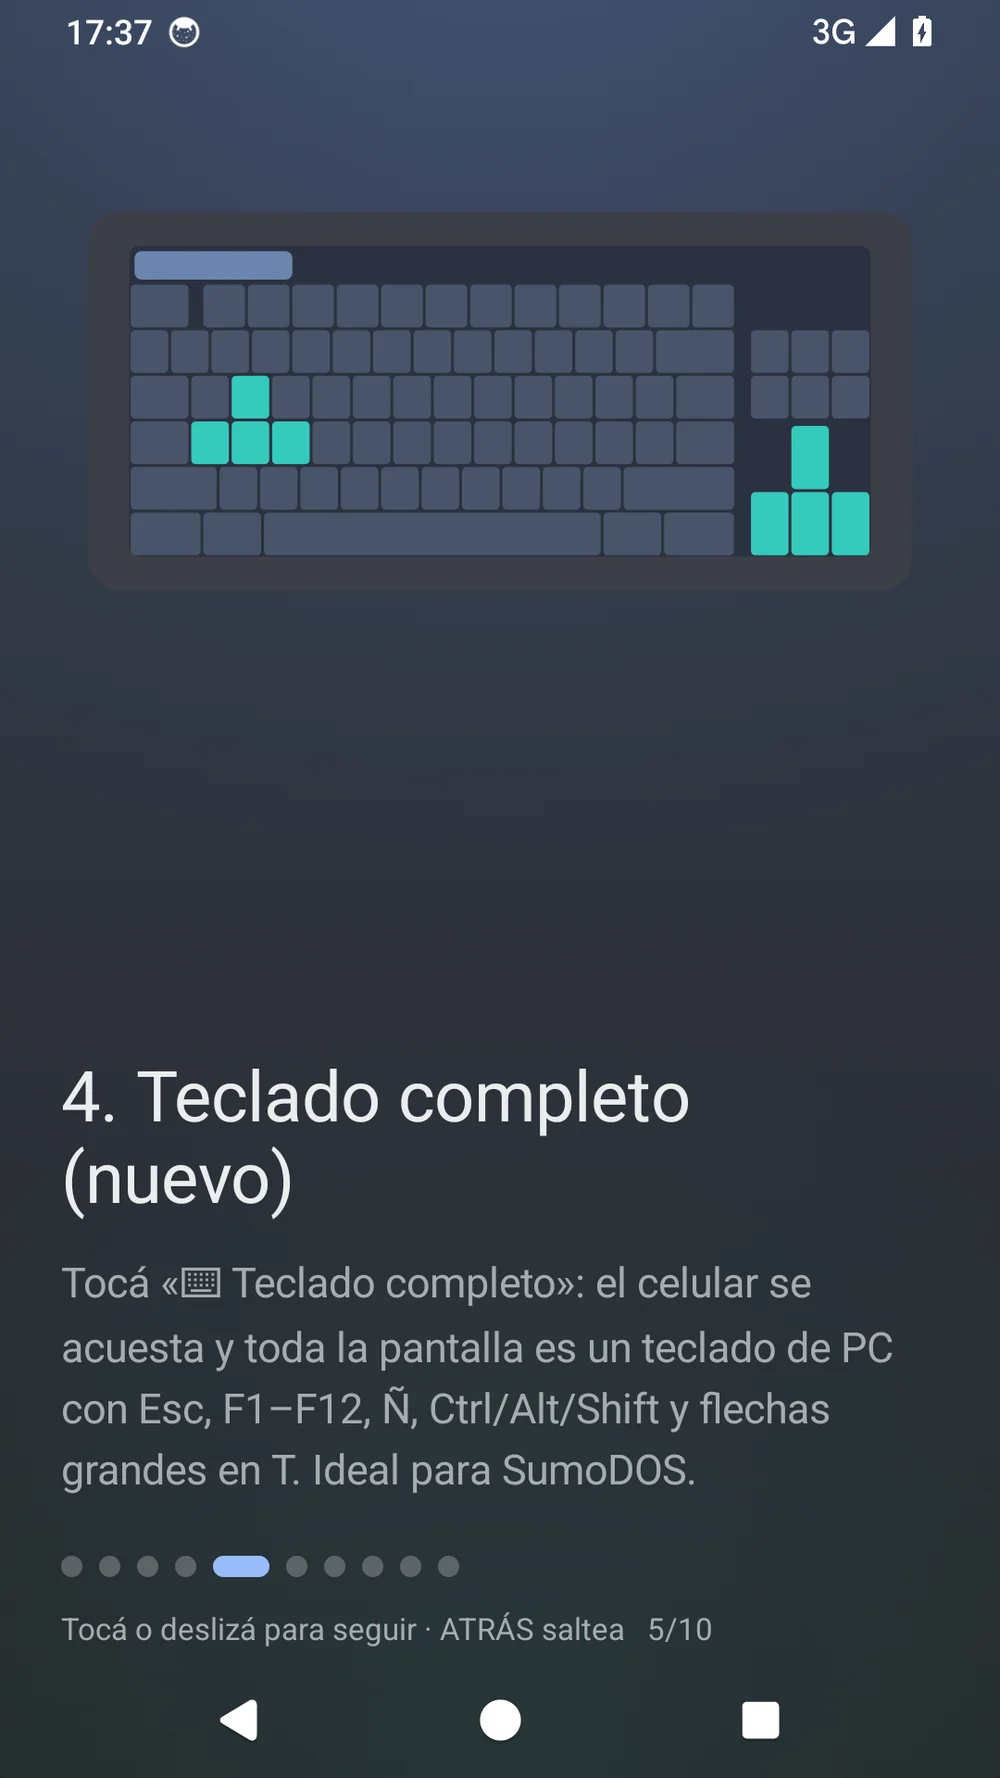 17:37
3G
4. Teclado completo
(nuevo)
Tocá «⌨ Teclado completo»: el celular se
acuesta y toda la pantalla es un teclado de PC
con Esc, F1–F12, Ñ, Ctrl/Alt/Shift y flechas
grandes en T. Ideal para SumoDOS.
Tocá o deslizá para seguir · ATRÁS saltea 5/10